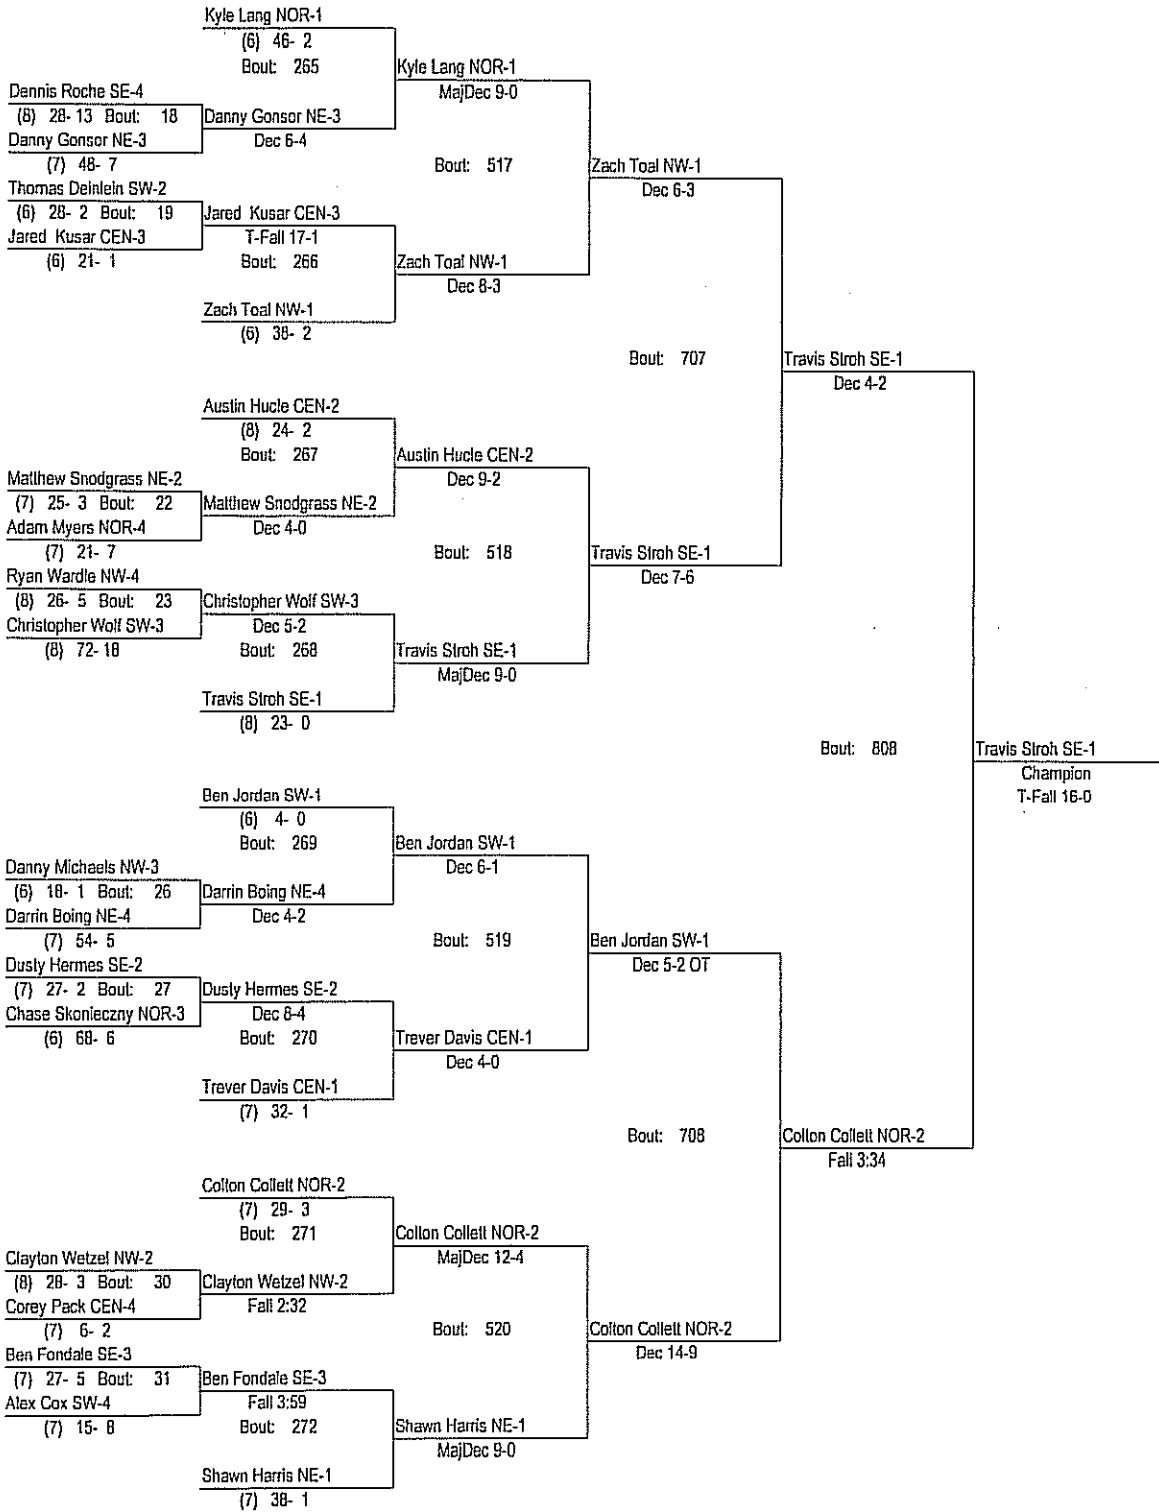 Kyle Lang NOR-1
(6) 46- 2
Bout: 265
Kyle Lang NOR-1
MajDec 9-0
Dennis Roche SE-4
(8) 28- 13 Bout: 18
Danny Gonsor NE-3
Dec 6-4
Danny Gonsor NE-3
(7) 48- 7
Bout: 517
Zach Toal NW-1
Dec 6-3
Thomas Deinlein SW-2
(6) 28- 2 Bout: 19
Jared Kusar CEN-3
T-Fall 17-1
Jared Kusar CEN-3
(6) 21- 1
Bout: 266
Zach Toal NW-1
Dec 8-3
Zach Toal NW-1
(6) 38- 2
Bout: 707
Travis Stroh SE-1
Dec 4-2
Austin Hucle CEN-2
(8) 24- 2
Bout: 267
Austin Hucle CEN-2
Dec 9-2
Matthew Snodgrass NE-2
(7) 25- 3 Bout: 22
Matthew Snodgrass NE-2
Dec 4-0
Adam Myers NOR-4
(7) 21- 7
Bout: 518
Travis Stroh SE-1
Dec 7-6
Ryan Wardle NW-4
(8) 26- 5 Bout: 23
Christopher Wolf SW-3
Dec 5-2
Christopher Wolf SW-3
(8) 72- 18
Bout: 268
Travis Stroh SE-1
MajDec 9-0
Travis Stroh SE-1
(8) 23- 0
Bout: 808
Travis Stroh SE-1
Champion
T-Fall 16-0
Ben Jordan SW-1
(6) 4- 0
Bout: 269
Ben Jordan SW-1
Dec 6-1
Danny Michaels NW-3
(6) 18- 1 Bout: 26
Darrin Boing NE-4
Dec 4-2
Darrin Boing NE-4
(7) 54- 5
Bout: 519
Ben Jordan SW-1
Dec 5-2 OT
Dusty Hermes SE-2
(7) 27- 2 Bout: 27
Dusty Hermes SE-2
Dec 8-4
Chase Skonieczny NOR-3
(6) 68- 6
Bout: 270
Trever Davis CEN-1
Dec 4-0
Trever Davis CEN-1
(7) 32- 1
Bout: 708
Colton Collett NOR-2
Fall 3:34
Colton Collett NOR-2
(7) 29- 3
Bout: 271
Colton Collett NOR-2
MajDec 12-4
Clayton Wetzel NW-2
(8) 28- 3 Bout: 30
Clayton Wetzel NW-2
Fall 2:32
Corey Pack CEN-4
(7) 6- 2
Bout: 520
Colton Collett NOR-2
Dec 14-9
Ben Fondale SE-3
(7) 27- 5 Bout: 31
Ben Fondale SE-3
Fall 3:59
Alex Cox SW-4
(7) 15- 8
Bout: 272
Shawn Harris NE-1
MajDec 9-0
Shawn Harris NE-1
(7) 38- 1